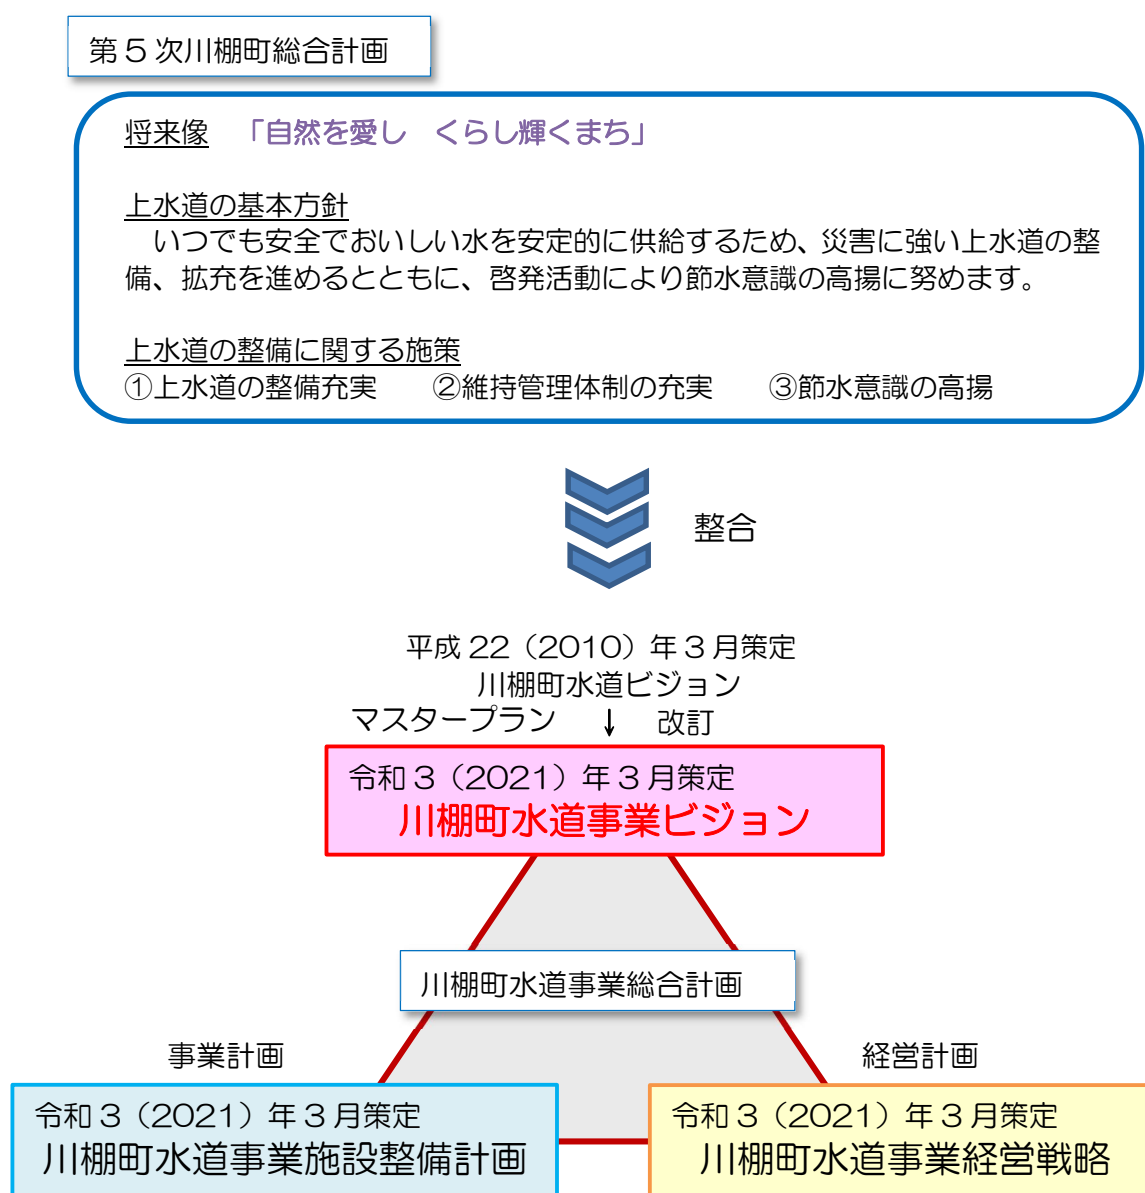 第5次川棚町総合計画
将来像　「自然を愛し　くらし輝くまち」
上水道の基本方針
いつでも安全でおいしい水を安定的に供給するため、災害に強い上水道の整
備、拡充を進めるとともに、啓発活動により節水意識の高揚に努めます。
上水道の整備に関する施策
①上水道の整備充実　　②維持管理体制の充実　　③節水意識の高揚
整合
平成22（2010）年3月策定
川棚町水道ビジョン
マスタープラン　↓　改訂
令和3（2021）年3月策定
川棚町水道事業ビジョン
川棚町水道事業総合計画
事業計画
経営計画
令和3（2021）年3月策定
川棚町水道事業施設整備計画
令和3（2021）年3月策定
川棚町水道事業経営戦略